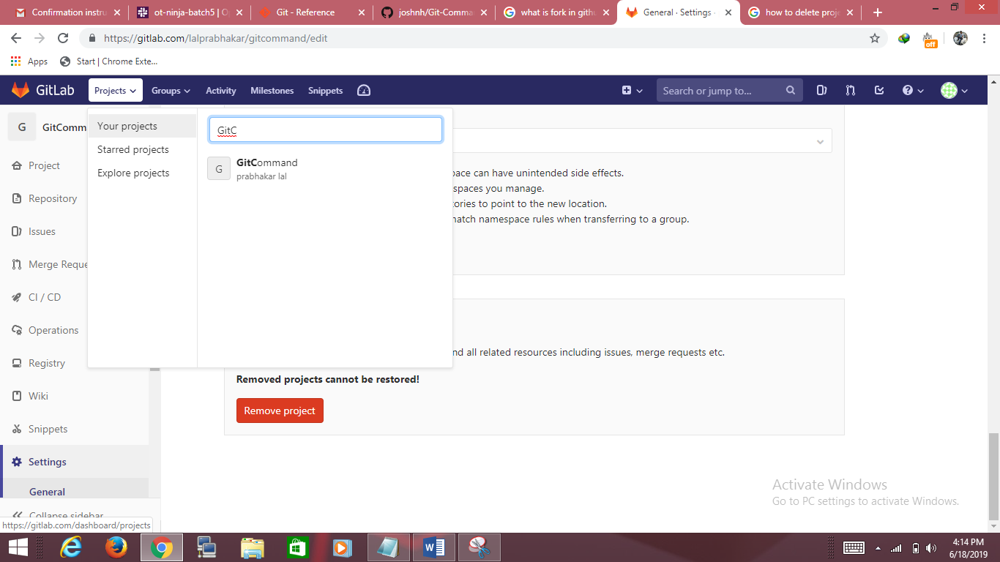 Confirmation instru
ot-ninja-batch5 | O
Git - Reference
joshnh/Git-Comma
what is fork in gith
General · Settings ·
how to delete proj
https://gitlab.com/lalprabhakar/gitcommand/edit
off
Apps
Start | Chrome Exte...
GitLab
Projects
Groups
Activity
Milestones
Snippets
Search or jump to...
G
GitComm
Your projects
GitC
Starred projects
Explore projects
G
GitCommand
prabhakar lal
Project
Repository
Issues
Merge Reque
CI / CD
Operations
Registry
Wiki
Snippets
Settings
General
Collapse sidebar
https://gitlab.com/dashboard/projects
pace can have unintended side effects.
spaces you manage.
tories to point to the new location.
match namespace rules when transferring to a group.
nd all related resources including issues, merge requests etc.
Removed projects cannot be restored!
Remove project
Activate Windows
Go to PC settings to activate Windows.
4:14 PM
6/18/2019